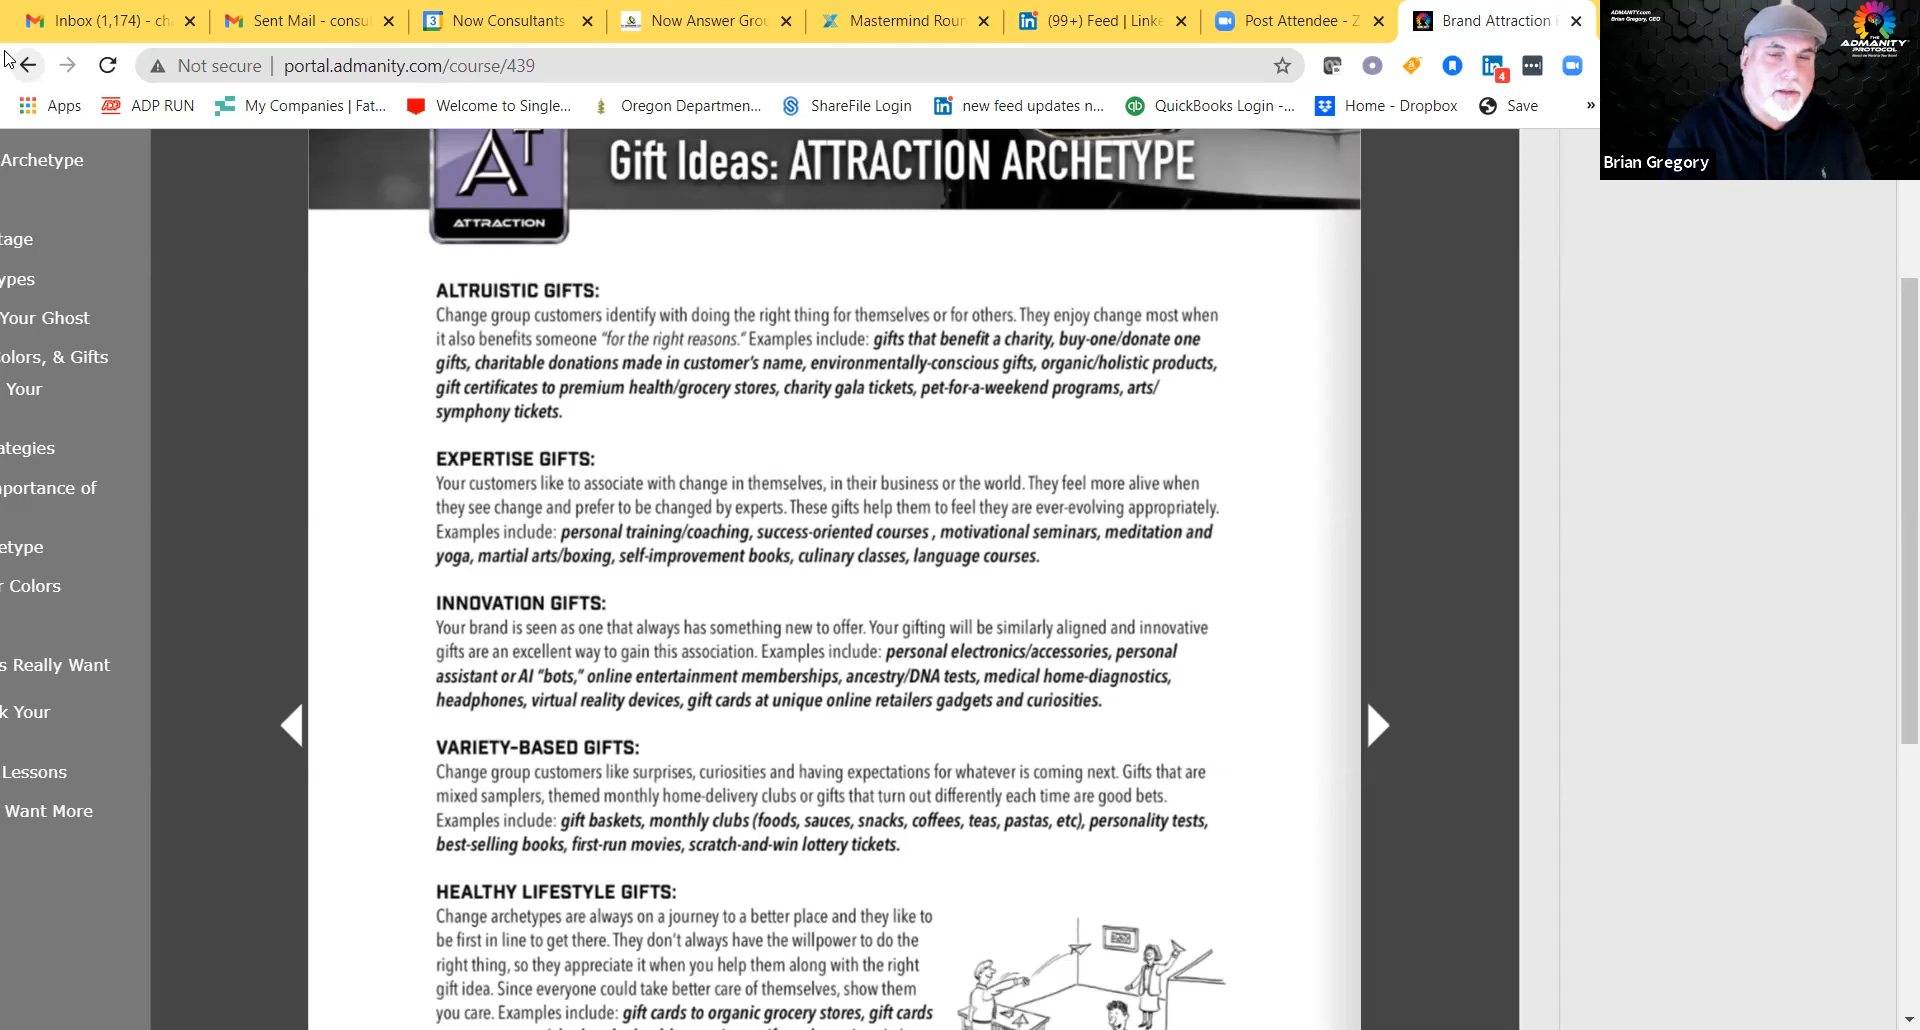 Inbox (1,174) - ch
Sent Mail - consul
3
Now Consultants
Now Answer Grou
Mastermind Roun
(99+) Feed | Linke
Post Attendee - Z
Brand Attraction
Not secure
portal.admanity.com/course/439
4
Apps
ADP RUN
My Companies | Fat...
Welcome to Single...
Oregon Departmen...
ShareFile Login
new feed updates n...
QuickBooks Login -...
Home - Dropbox
Save
»
ADMANITY.com
Brian Gregory, CEO
THE
ADMANITY
PROTOCOL
Brian Gregory
Archetype
tage
ypes
Your Ghost
olors, & Gifts
Your
ategies
portance of
etype
r Colors
s Really Want
k Your
Lessons
Want More
AT
ATTRACTION
Gift Ideas: ATTRACTION ARCHETYPE
ALTRUISTIC GIFTS:
Change group customers identify with doing the right thing for themselves or for others. They enjoy change most when
it also benefits someone "for the right reasons." Examples include: gifts that benefit a charity, buy-one/donate one
gifts, charitable donations made in customer's name, environmentally-conscious gifts, organic/holistic products,
gift certificates to premium health/grocery stores, charity gala tickets, pet-for-a-weekend programs, arts/
symphony tickets.
EXPERTISE GIFTS:
Your customers like to associate with change in themselves, in their business or the world. They feel more alive when
they see change and prefer to be changed by experts. These gifts help them to feel they are ever-evolving appropriately.
Examples include: personal training/coaching, success-oriented courses , motivational seminars, meditation and
yoga, martial arts/boxing, self-improvement books, culinary classes, language courses.
INNOVATION GIFTS:
Your brand is seen as one that always has something new to offer. Your gifting will be similarly aligned and innovative
gifts are an excellent way to gain this association. Examples include: personal electronics/accessories, personal
assistant or AI "bots," online entertainment memberships, ancestry/DNA tests, medical home-diagnostics,
headphones, virtual reality devices, gift cards at unique online retailers gadgets and curiosities.
VARIETY-BASED GIFTS:
Change group customers like surprises, curiosities and having expectations for whatever is coming next. Gifts that are
mixed samplers, themed monthly home-delivery clubs or gifts that turn out differently each time are good bets.
Examples include: gift baskets, monthly clubs (foods, sauces, snacks, coffees, teas, pastas, etc), personality tests,
best-selling books, first-run movies, scratch-and-win lottery tickets.
HEALTHY LIFESTYLE GIFTS:
Change archetypes are always on a journey to a better place and they like to
be first in line to get there. They don't always have the willpower to do the
right thing, so they appreciate it when you help them along with the right
gift idea. Since everyone could take better care of themselves, show them
you care. Examples include: gift cards to organic grocery stores, gift cards